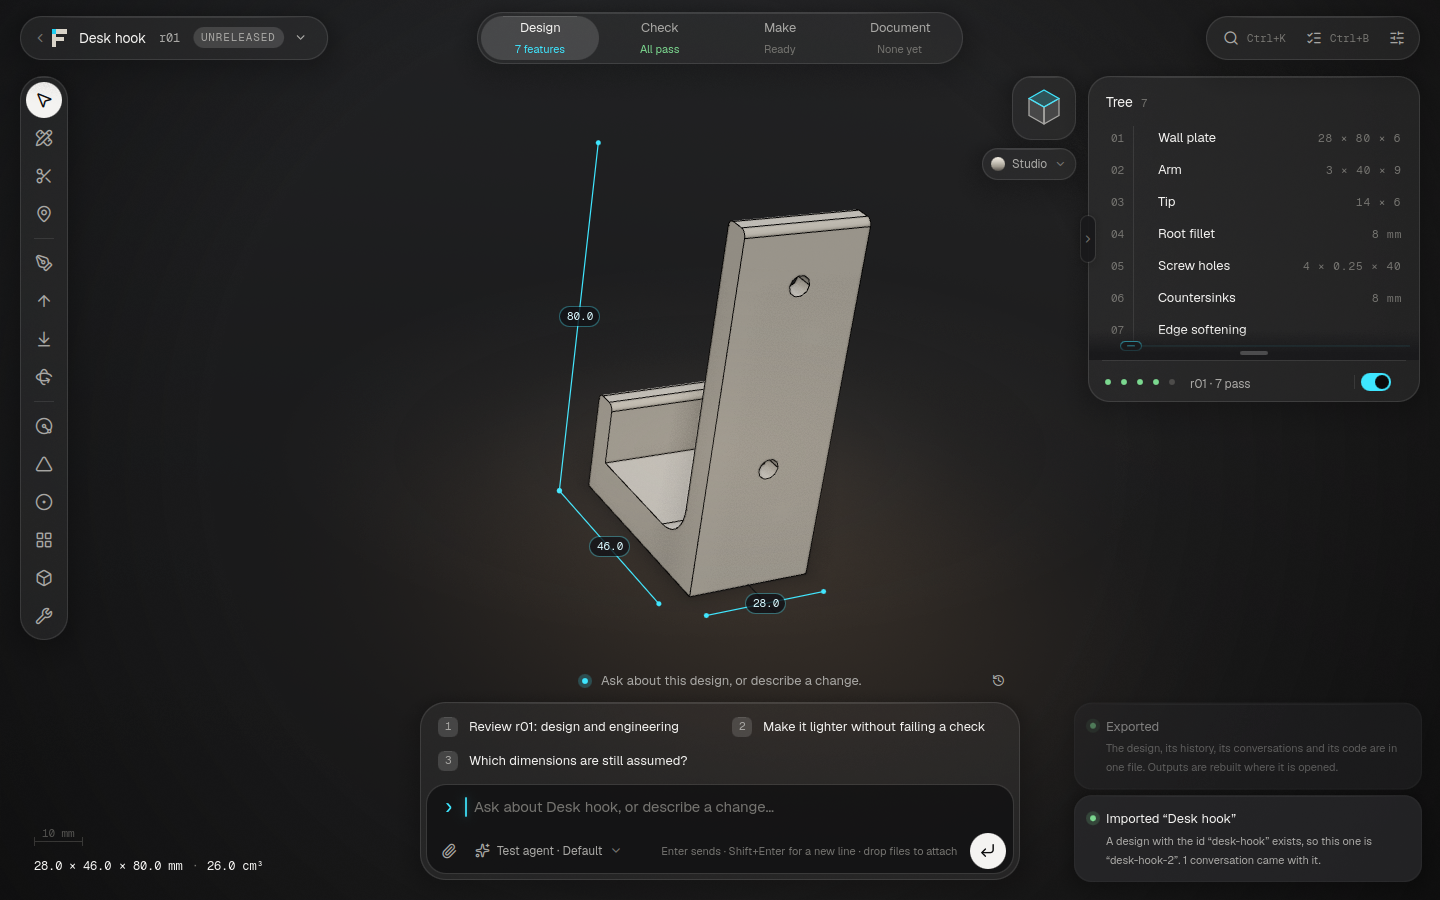 Desk hook r01 UNRELEASED
Design
7 features
Check
All pass
Make
Ready
Document
None yet
Ctrl+K
Ctrl+B
Studio
Tree 7
01 Wall plate 28 × 80 × 6
02 Arm 3 × 40 × 9
03 Tip 14 × 6
04 Root fillet 8 mm
05 Screw holes 4 × 0.25 × 40
06 Countersinks 8 mm
07 Edge softening
r01 · 7 pass
80.0
46.0
28.0
Ask about this design, or describe a change.
1 Review r01: design and engineering
2 Make it lighter without failing a check
3 Which dimensions are still assumed?
Ask about Desk hook, or describe a change…
Test agent · Default
Enter sends · Shift+Enter for a new line · drop files to attach
Exported
The design, its history, its conversations and its code are in
one file. Outputs are rebuilt where it is opened.
Imported “Desk hook”
A design with the id “desk-hook” exists, so this one is
“desk-hook-2”. 1 conversation came with it.
10 mm
28.0 × 46.0 × 80.0 mm · 26.0 cm³